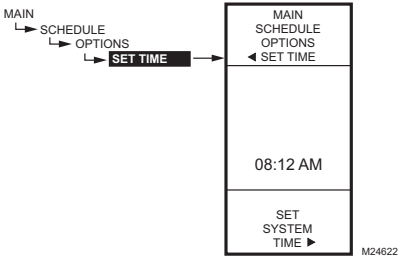 MAIN
SCHEDULE
OPTIONS
SET TIME
MAIN
SCHEDULE
OPTIONS
◄ SET TIME
08:12 AM
SET
SYSTEM
TIME ►
M24622